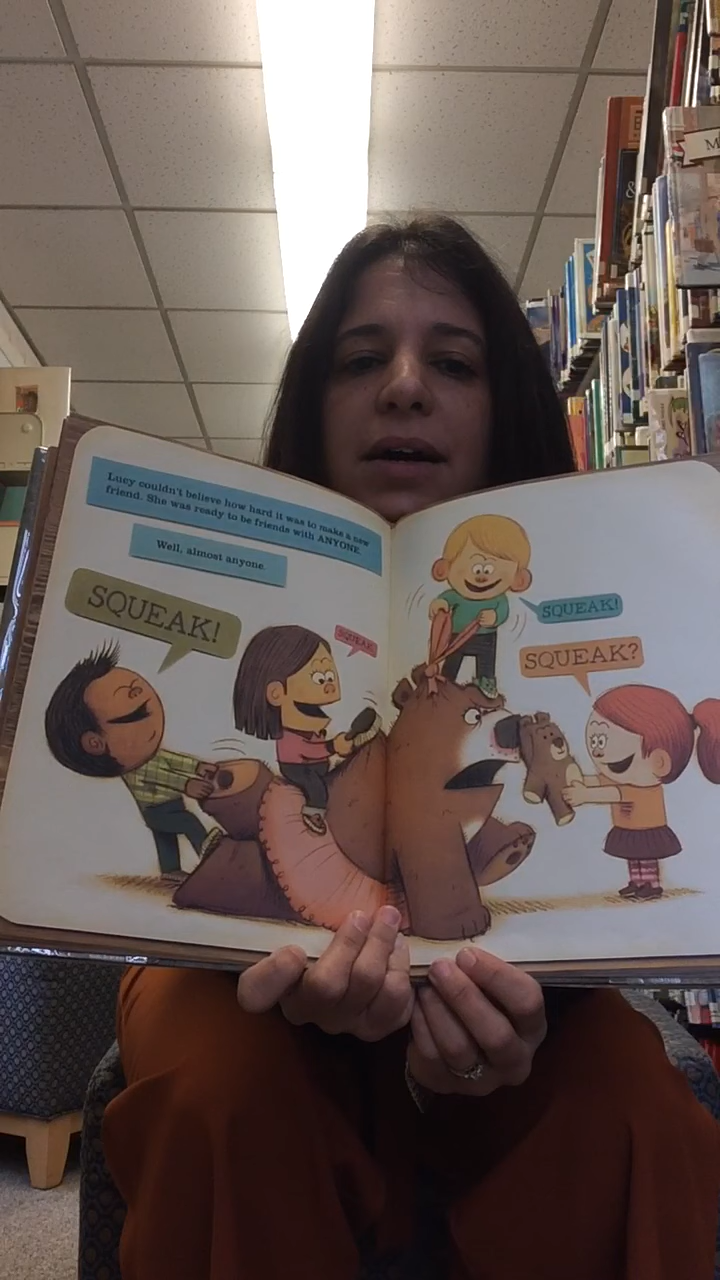 Lucy couldn't believe how hard it was to make a new
friend. She was ready to be friends with ANYONE.
Well, almost anyone.
SQUEAK!
SQUEAK.
SQUEAK!
SQUEAK?